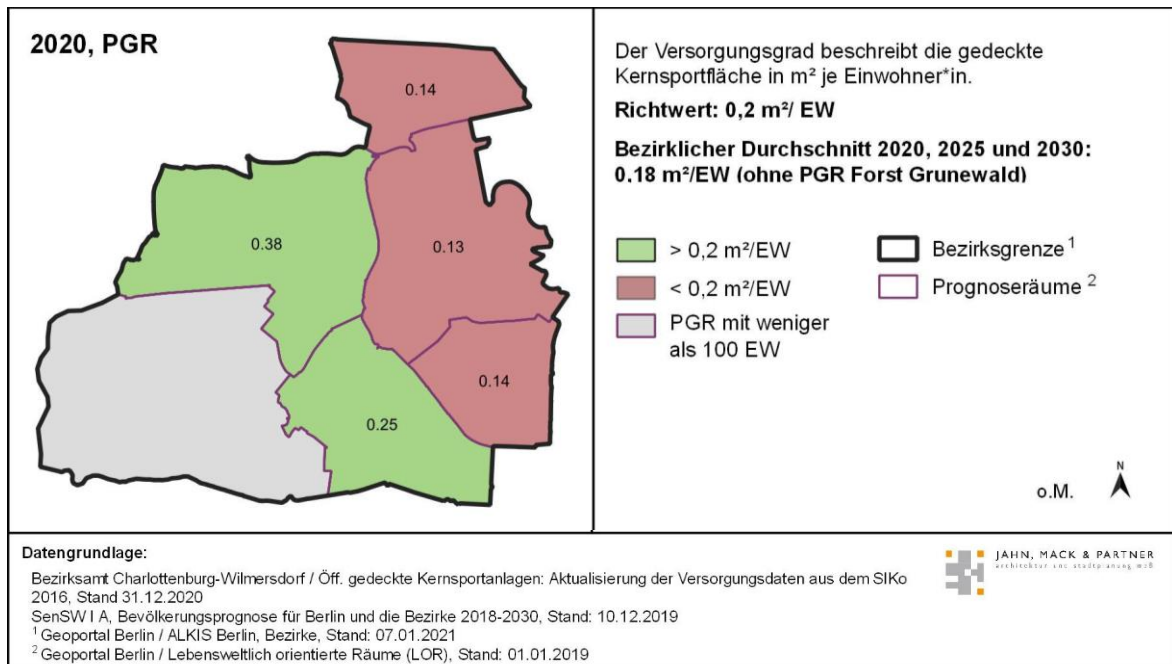 2020, PGR
0.14
0.38
0.13
0.14
0.25
Der Versorgungsgrad beschreibt die gedeckte
Kernsportfläche in m² je Einwohner*in.
Richtwert: 0,2 m²/ EW
Bezirklicher Durchschnitt 2020, 2025 und 2030:
0.18 m²/EW (ohne PGR Forst Grunewald)
> 0,2 m²/EW
< 0,2 m²/EW
PGR mit weniger
als 100 EW
Bezirksgrenze ¹
Prognoseräume ²
o.M.
N
Datengrundlage:
Bezirksamt Charlottenburg-Wilmersdorf / Öff. gedeckte Kernsportanlagen: Aktualisierung der Versorgungsdaten aus dem SIKo
2016, Stand 31.12.2020
SenSW I A, Bevölkerungsprognose für Berlin und die Bezirke 2018-2030, Stand: 10.12.2019
¹ Geoportal Berlin / ALKIS Berlin, Bezirke, Stand: 07.01.2021
² Geoportal Berlin / Lebensweltlich orientierte Räume (LOR), Stand: 01.01.2019
JAHN, MACK & PARTNER
architektur und stadtplanung mbB